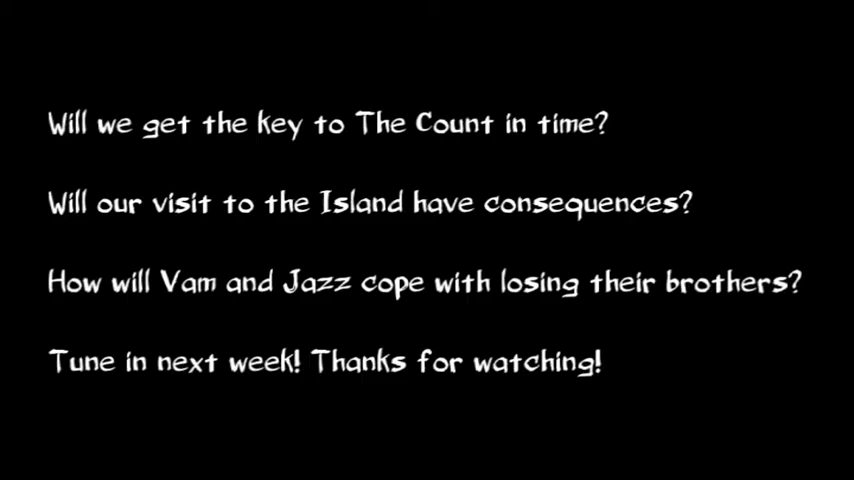 Will we get the key to The Count in time?
Will our visit to the Island have consequences?
How will Vam and Jazz cope with losing their brothers?
Tune in next week! Thanks for watching!